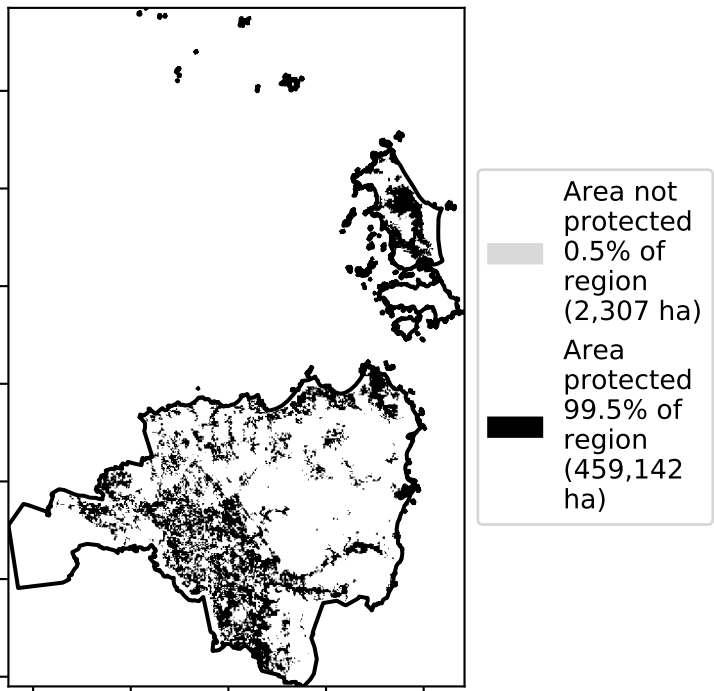 Area not
protected
0.5% of
region
(2,307 ha)
Area
protected
99.5% of
region
(459,142
ha)